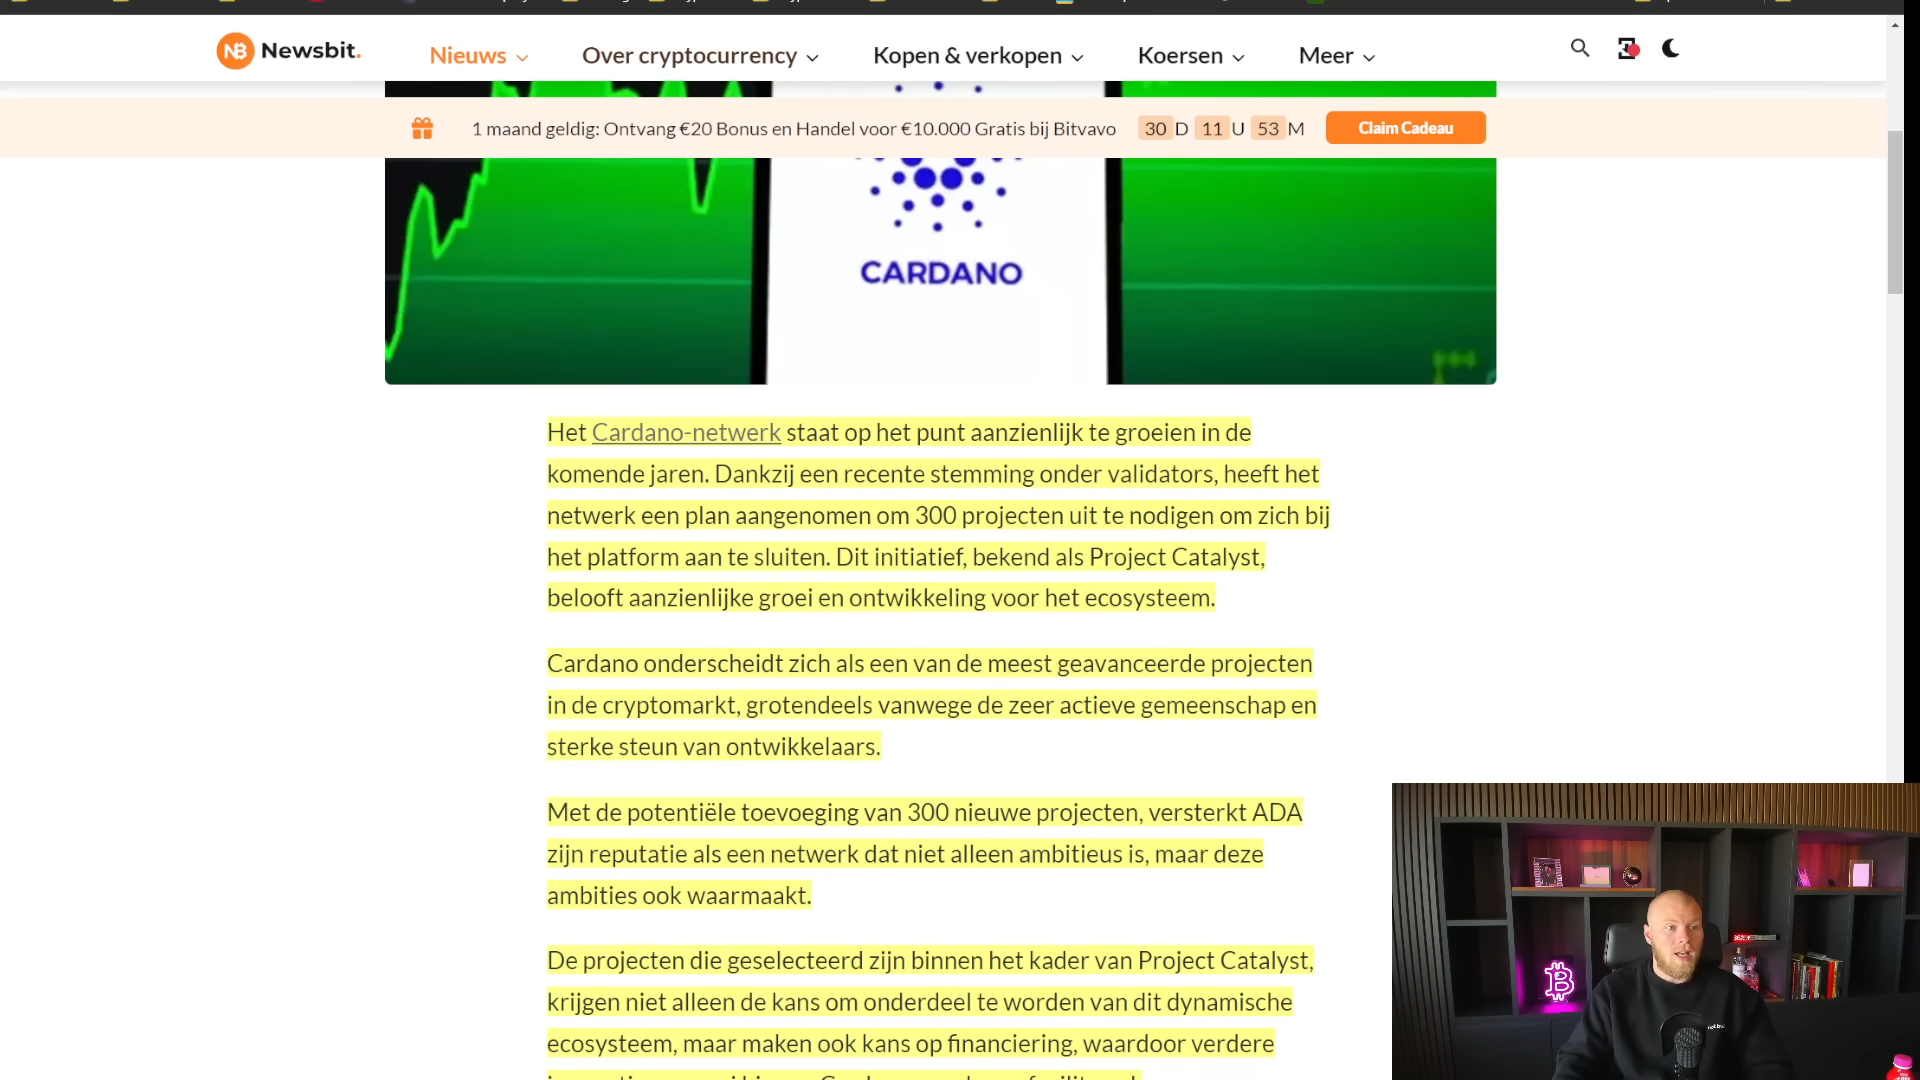 Newsbit.
Nieuws
Over cryptocurrency
Kopen & verkopen
Koersen
Meer
1 maand geldig: Ontvang €20 Bonus en Handel voor €10.000 Gratis bij Bitvavo
30 D 11 U 53 M
Claim Cadeau
CARDANO
Het Cardano-netwerk staat op het punt aanzienlijk te groeien in de
komende jaren. Dankzij een recente stemming onder validators, heeft het
netwerk een plan aangenomen om 300 projecten uit te nodigen om zich bij
het platform aan te sluiten. Dit initiatief, bekend als Project Catalyst,
belooft aanzienlijke groei en ontwikkeling voor het ecosysteem.
Cardano onderscheidt zich als een van de meest geavanceerde projecten
in de cryptomarkt, grotendeels vanwege de zeer actieve gemeenschap en
sterke steun van ontwikkelaars.
Met de potentiële toevoeging van 300 nieuwe projecten, versterkt ADA
zijn reputatie als een netwerk dat niet alleen ambitieus is, maar deze
ambities ook waarmaakt.
De projecten die geselecteerd zijn binnen het kader van Project Catalyst,
krijgen niet alleen de kans om onderdeel te worden van dit dynamische
ecosysteem, maar maken ook kans op financiering, waardoor verdere